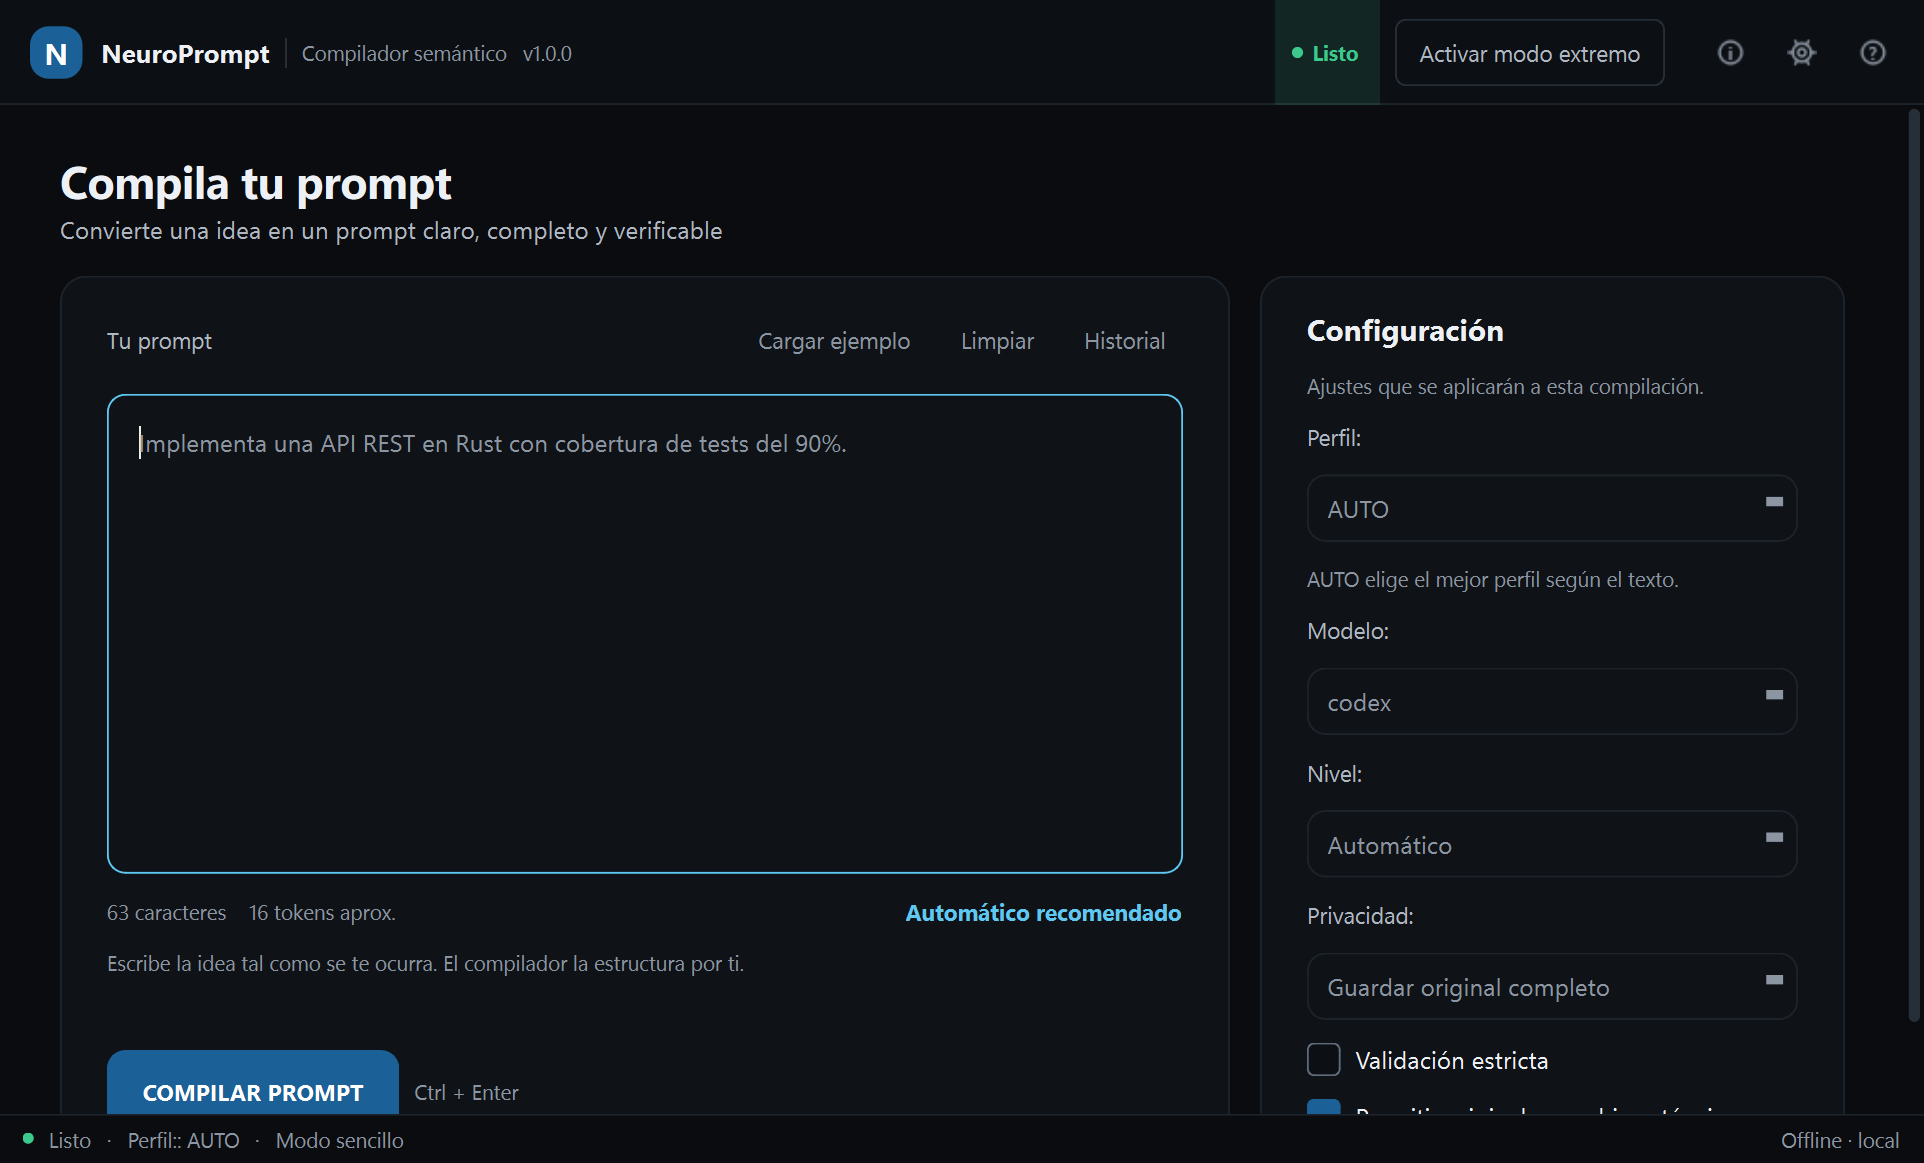 N NeuroPrompt Compilador semántico v1.0.0
Listo Activar modo extremo
Compila tu prompt
Convierte una idea en un prompt claro, completo y verificable
Tu prompt Cargar ejemplo Limpiar Historial
Implementa una API REST en Rust con cobertura de tests del 90%.
63 caracteres 16 tokens aprox. Automático recomendado
Escribe la idea tal como se te ocurra. El compilador la estructura por ti.
COMPILAR PROMPT Ctrl + Enter
Configuración
Ajustes que se aplicarán a esta compilación.
Perfil:
AUTO
AUTO elige el mejor perfil según el texto.
Modelo:
codex
Nivel:
Automático
Privacidad:
Guardar original completo
Validación estricta
Listo · Perfil:: AUTO · Modo sencillo Offline · local